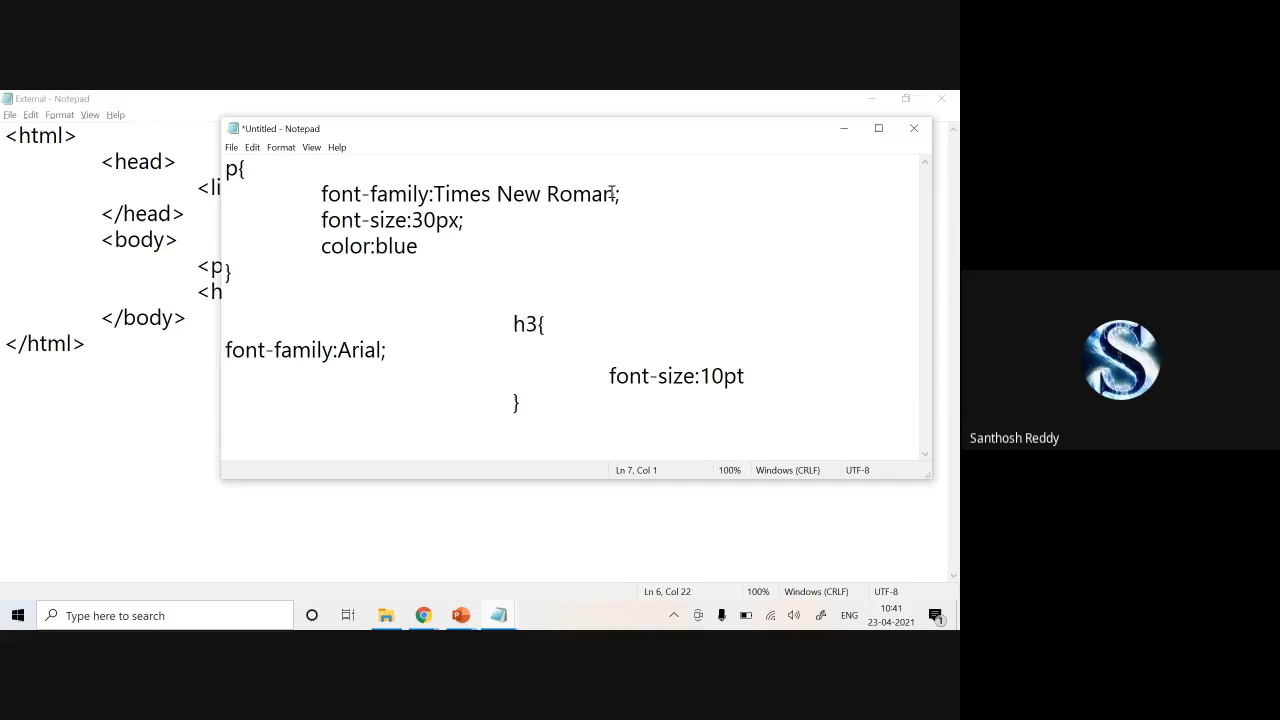 External - Notepad
File Edit Format View Help
<html>
<head>
<li
</head>
<body>
<p
<h
</body>
</html>
*Untitled - Notepad
File Edit Format View Help
p{
font-family:Times New Roman;
font-size:30px;
color:blue
}
h3{
font-family:Arial;
font-size:10pt
}
Ln 7, Col 1 100% Windows (CRLF) UTF-8
Santhosh Reddy
Ln 6, Col 22 100% Windows (CRLF) UTF-8
Type here to search
ENG
10:41
23-04-2021
1